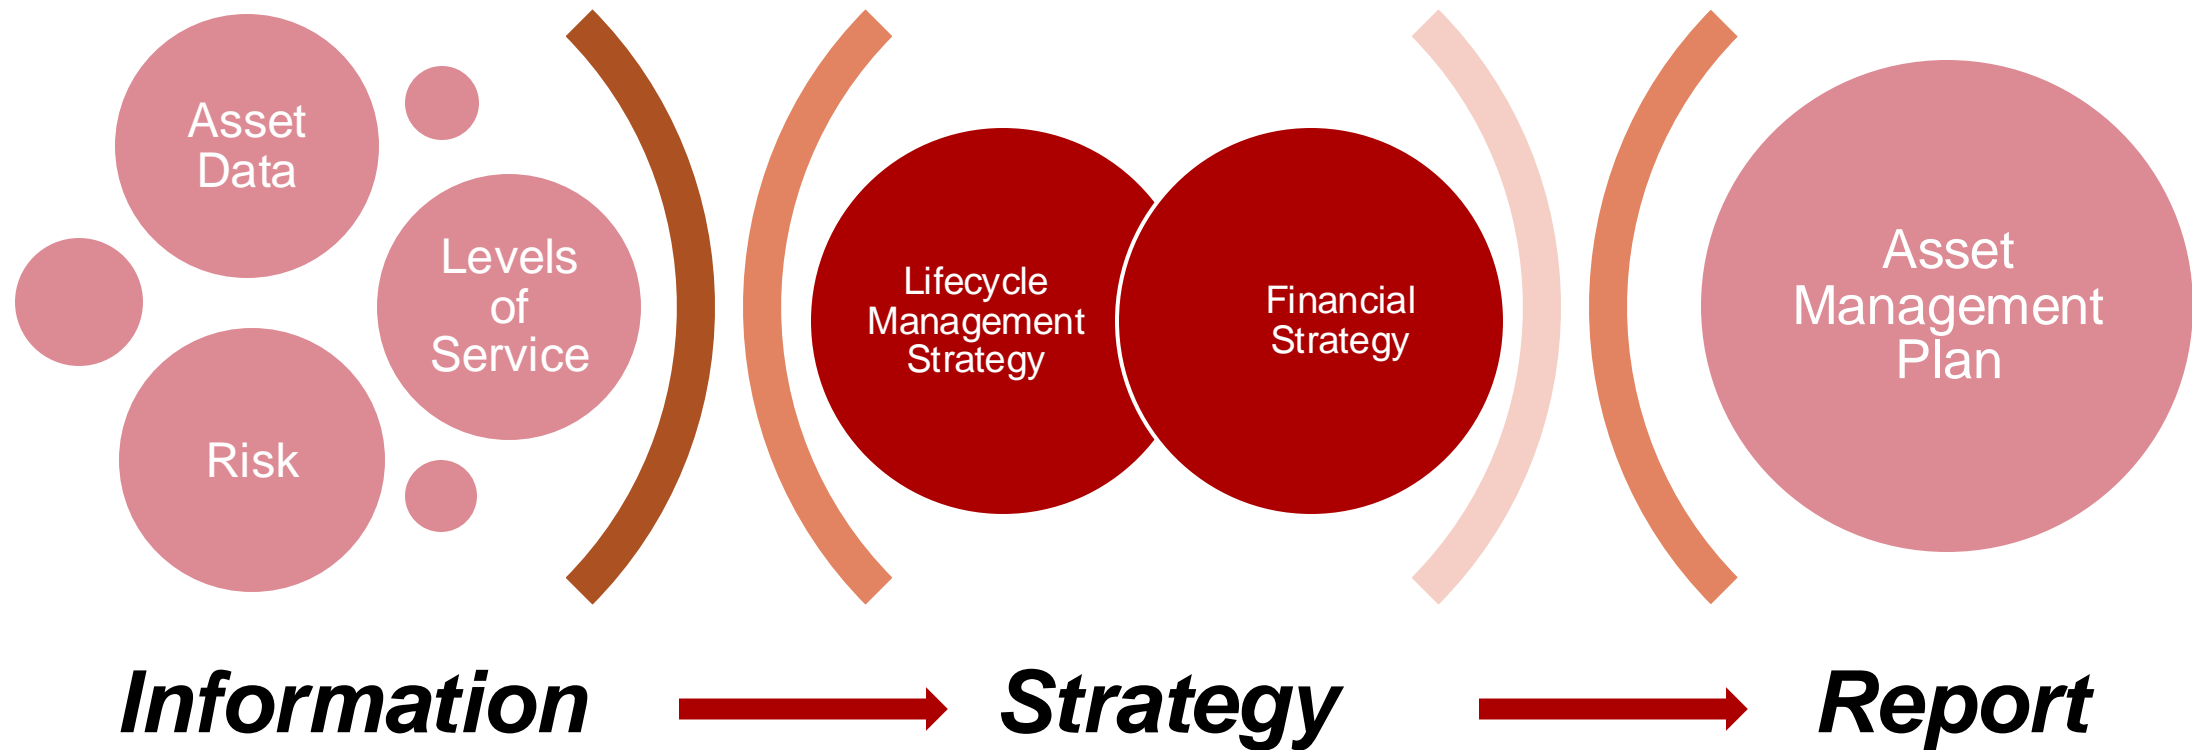 Asset
Data
Levels
of
Service
Risk
Lifecycle
Management
Strategy
Financial
Strategy
Asset
Management
Plan
Information
Strategy
Report